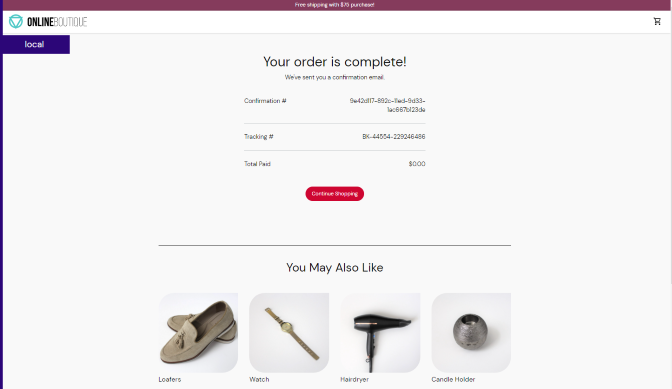 Free shipping with $75 purchase!
ONLINEBOUTIQUE
local
Your order is complete!
We've sent you a confirmation email.
Confirmation # 9e42d117-892c-11ed-9d33-
1ac667b123de
Tracking # BK-44554-229246486
Total Paid $0.00
Continue Shopping
You May Also Like
Loafers Watch Hairdryer Candle Holder